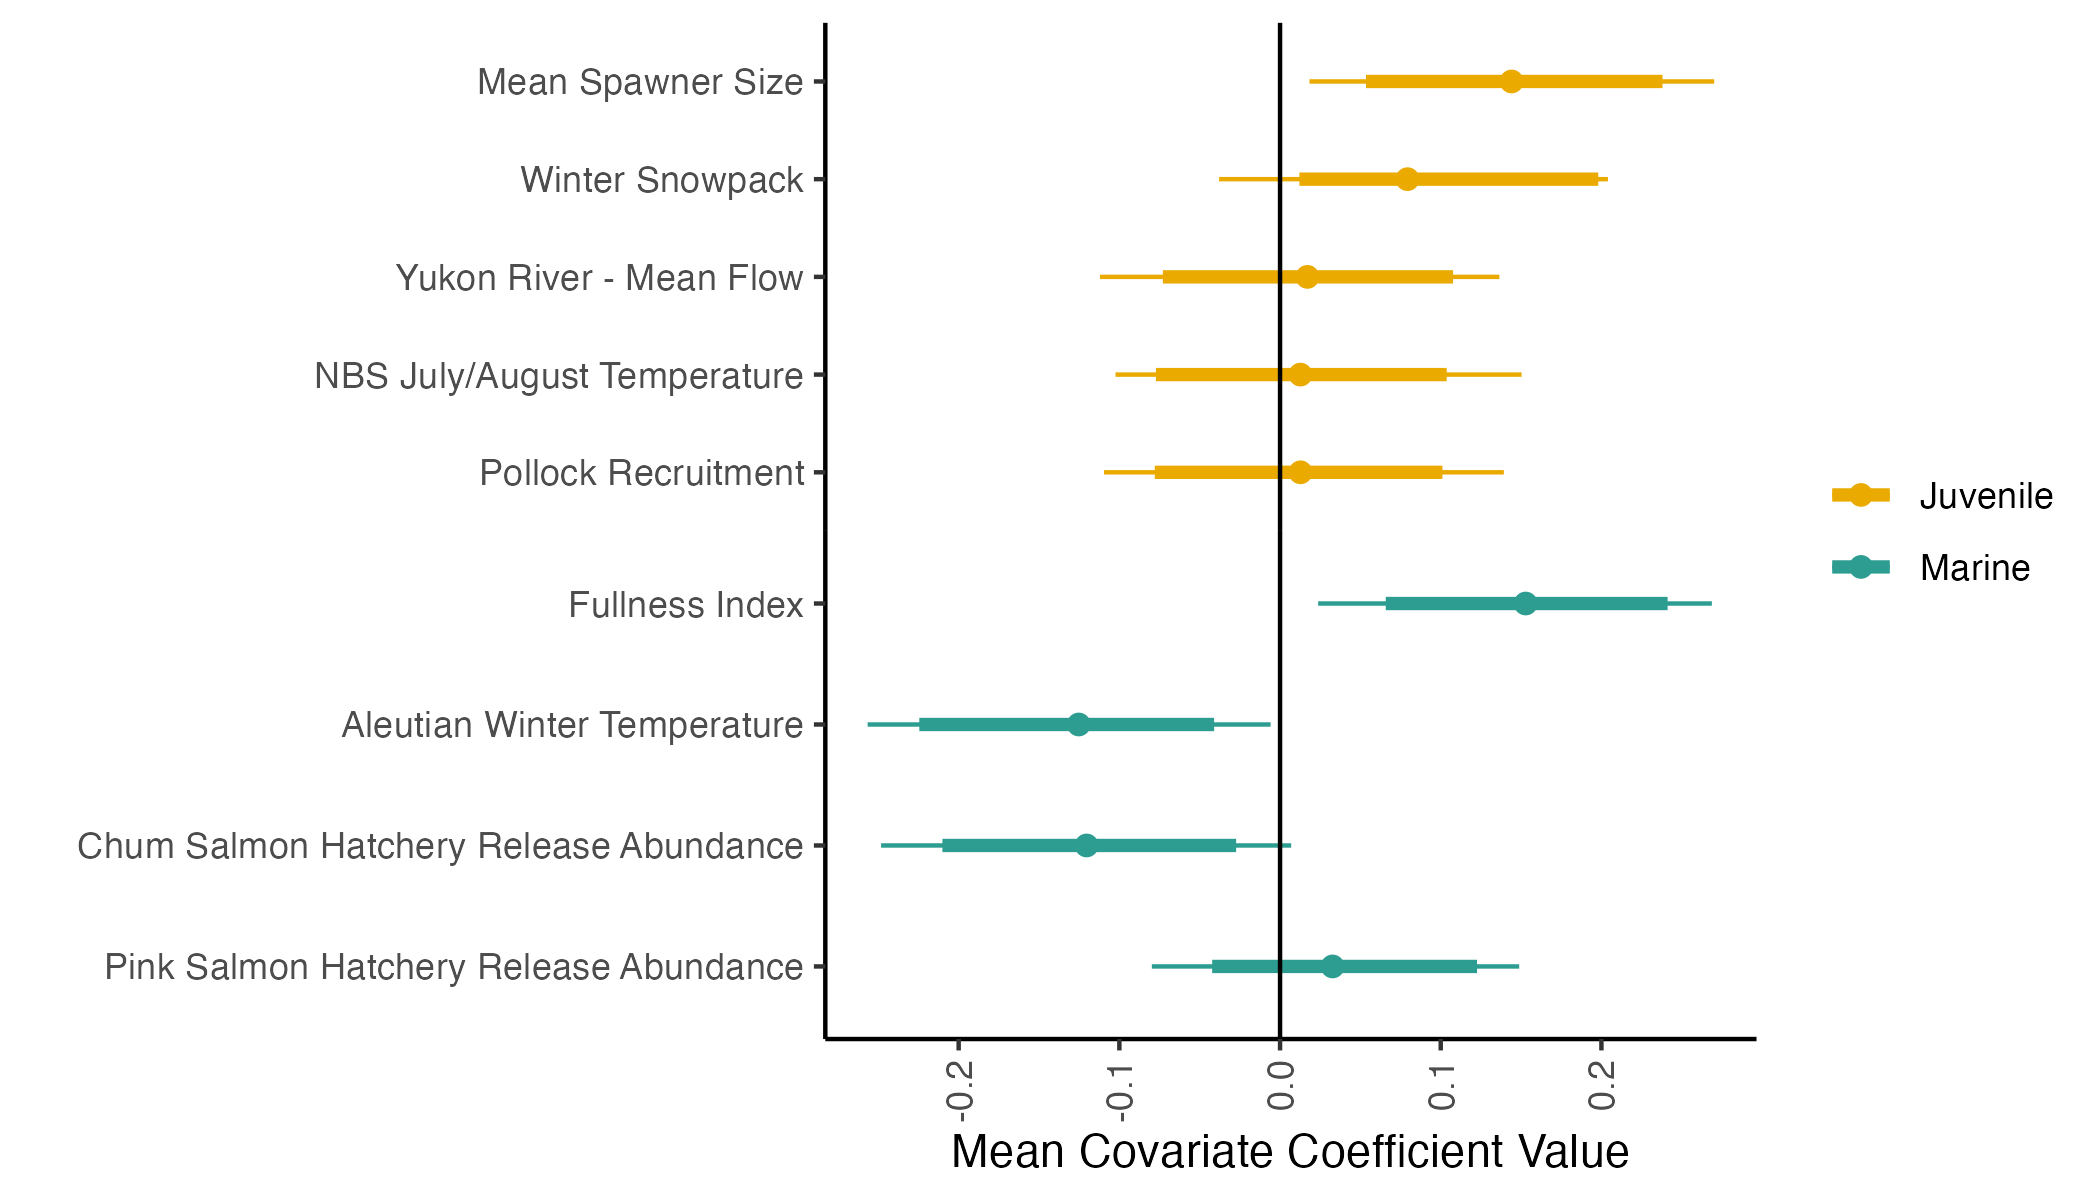 Mean Spawner Size
Winter Snowpack
Yukon River - Mean Flow
NBS July/August Temperature
Pollock Recruitment
Fullness Index
Aleutian Winter Temperature
Chum Salmon Hatchery Release Abundance
Pink Salmon Hatchery Release Abundance
-0.2
-0.1
0.0
0.1
0.2
Mean Covariate Coefficient Value
Juvenile
Marine